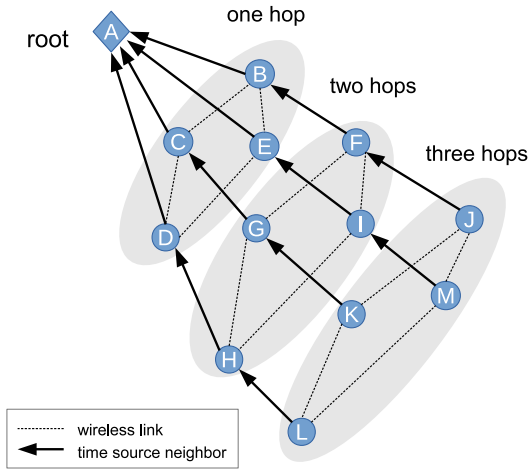 one hop
root
A
B
two hops
C
E
F
three hops
D
G
I
J
K
M
H
L
wireless link
time source neighbor